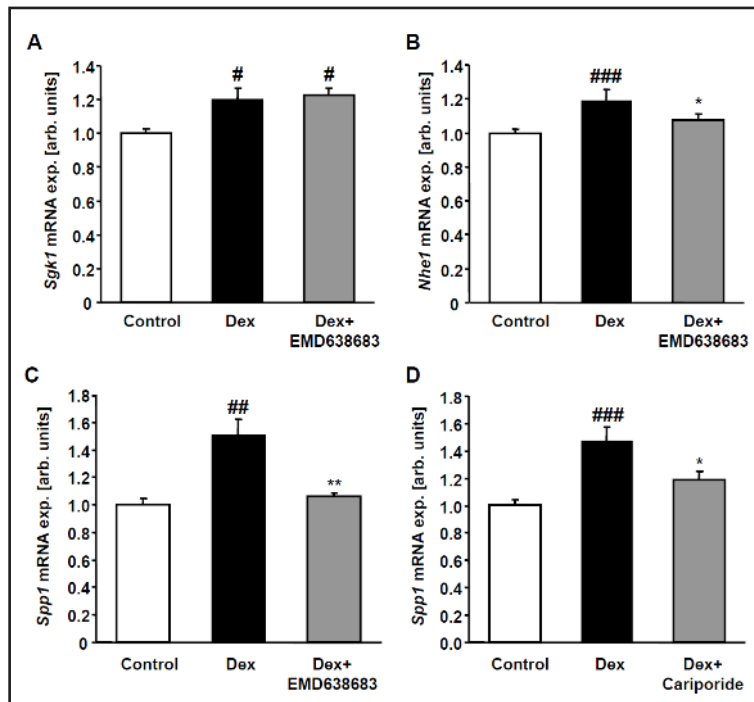 A
B
Sgk1 mRNA exp. [arb. units]
1.4
1.2
1.0
0.8
0.6
0.4
0.2
0
#
#
Control
Dex
Dex+
EMD638683
Nhe1 mRNA exp. [arb. units]
1.4
1.2
1.0
0.8
0.6
0.4
0.2
0
###
*
Control
Dex
Dex+
EMD638683
C
D
Spp1 mRNA exp. [arb. units]
1.8
1.6
1.4
1.2
1.0
0.8
0.6
0.4
0.2
0
##
**
Control
Dex
Dex+
EMD638683
Spp1 mRNA exp. [arb. units]
1.8
1.6
1.4
1.2
1.0
0.8
0.6
0.4
0.2
0.0
###
*
Control
Dex
Dex+
Cariporide